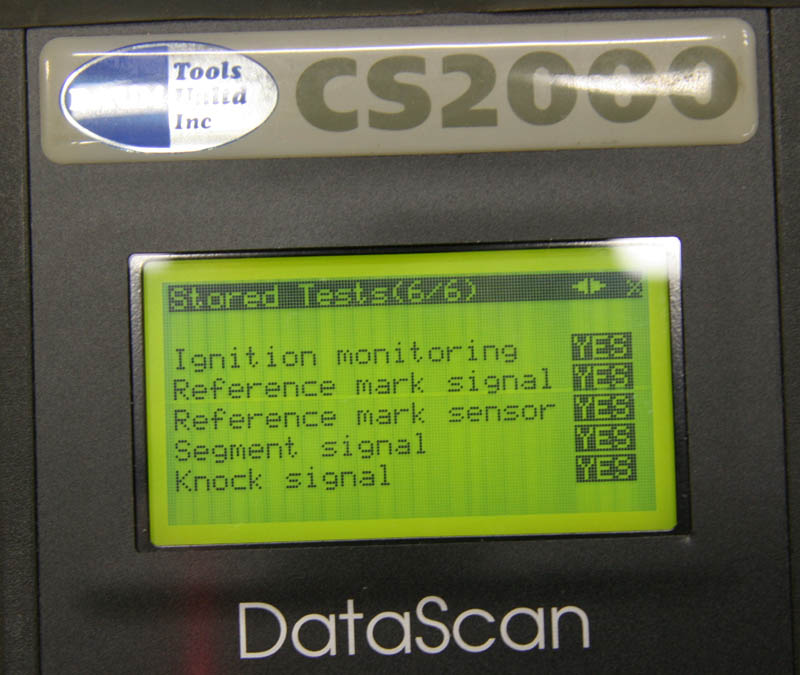 Tools
Inc
CS2000
Stored Tests(6/6)
Ignition monitoring YES
Reference mark signal YES
Reference mark sensor YES
Segment signal YES
Knock signal YES
DataScan